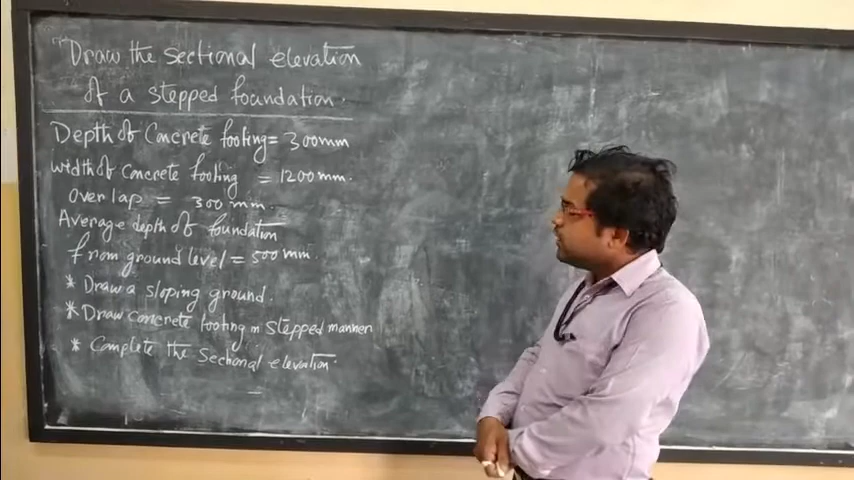 Draw the sectional elevation
of a stepped foundation.
Depth of Concrete footing = 300mm
Width of Concrete footing = 1200 mm.
Over lap = 300 mm.
Average depth of foundation
from ground level = 500 mm.
* Draw a sloping ground.
* Draw concrete footing in stepped manner
* Complete the sectional elevation.